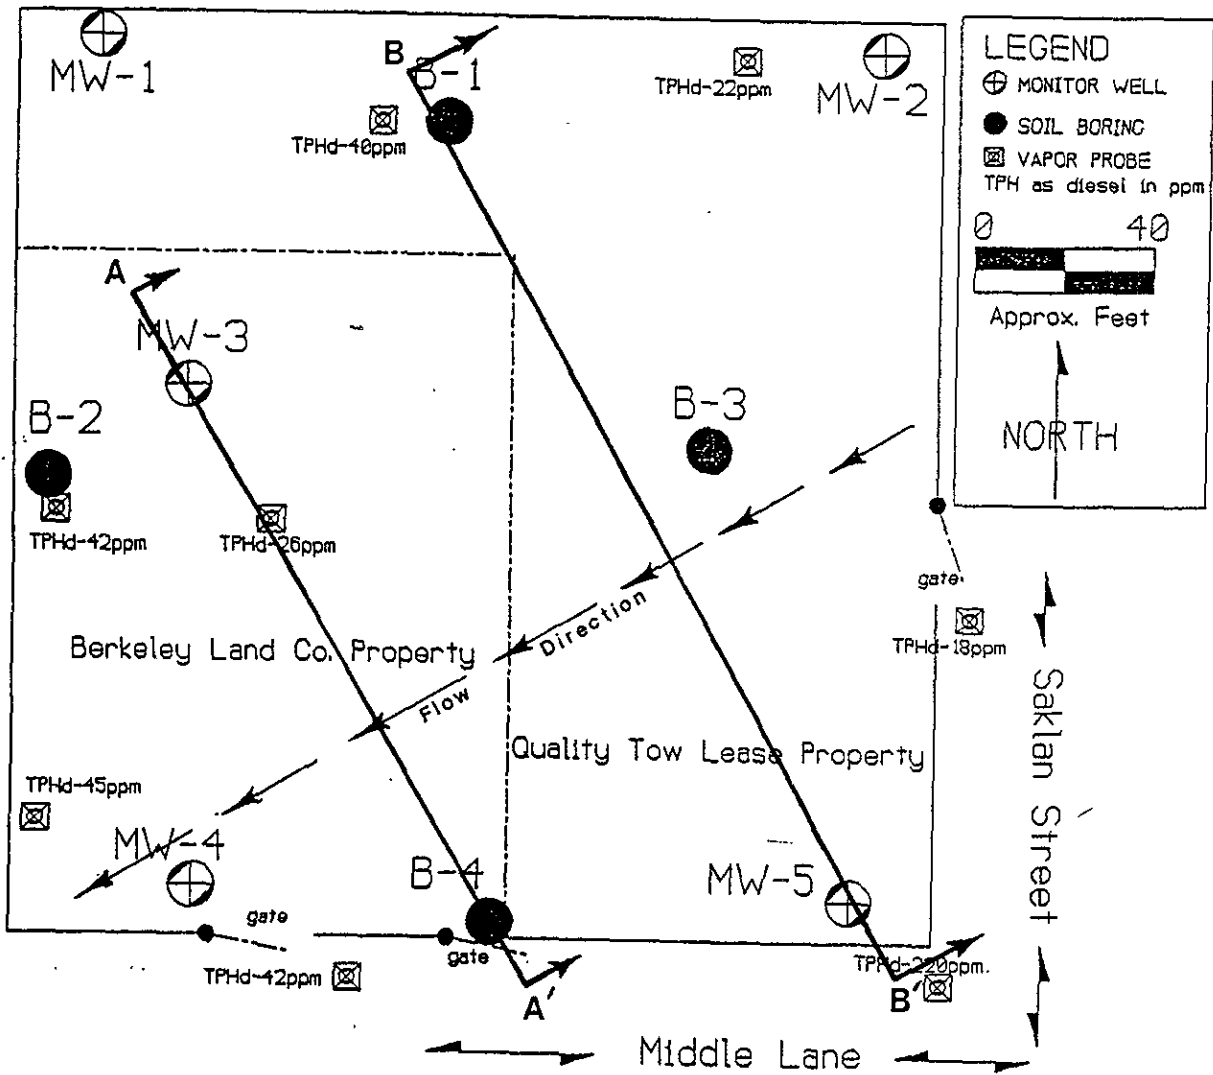 MW-1
B
B-1
TPHd-22ppm
MW-2
TPHd-40ppm
LEGEND
MONITOR WELL
SOIL BORING
VAPOR PROBE
TPH as diesel in ppm
0 40
Approx. Feet
NORTH
A
MW-3
B-2
B-3
TPHd-42ppm
TPHd-26ppm
gate
TPHd-18ppm
Berkeley Land Co. Property
Flow Direction
Quality Tow Lease Property
Saklan Street
TPHd-45ppm
MW-4
B-4
MW-5
gate
gate
TPHd-42ppm
TPHd-220ppm.
A'
B'
Middle Lane